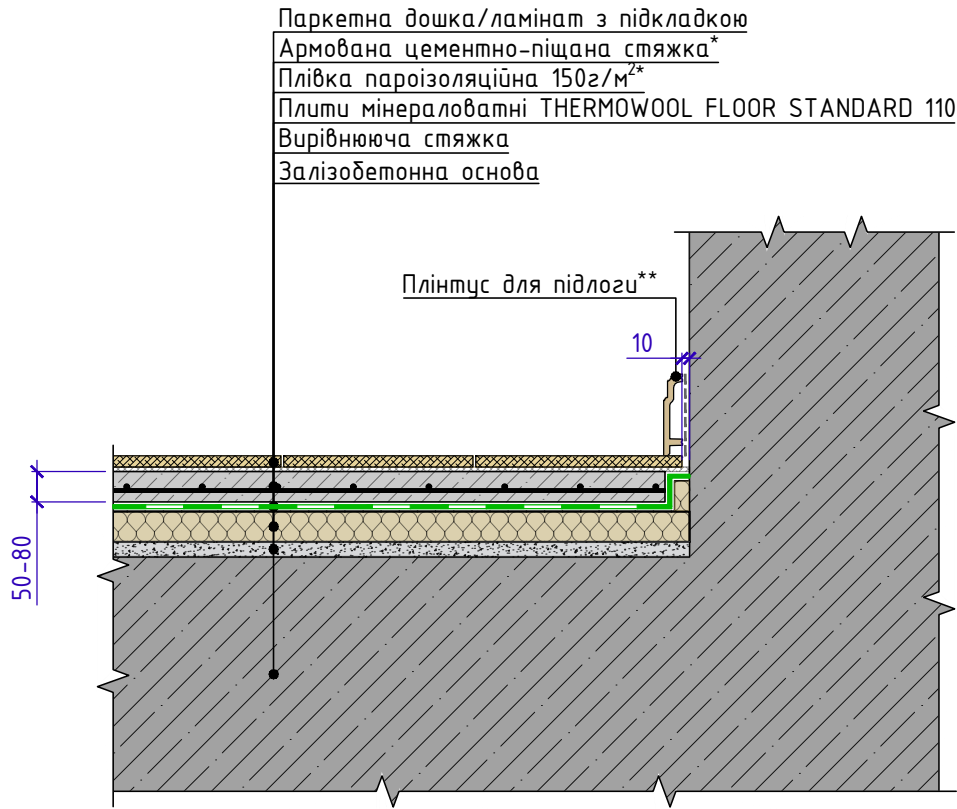 Паркетна дошка/ламінат з підкладкою
Армована цементно-піщана стяжка*
Плівка пароізоляційна 150г/м²*
Плити мінераловатні THERMOWOOL FLOOR STANDARD 110
Вирівнююча стяжка
Залізобетонна основа
Плінтус для підлоги**
10
50-80